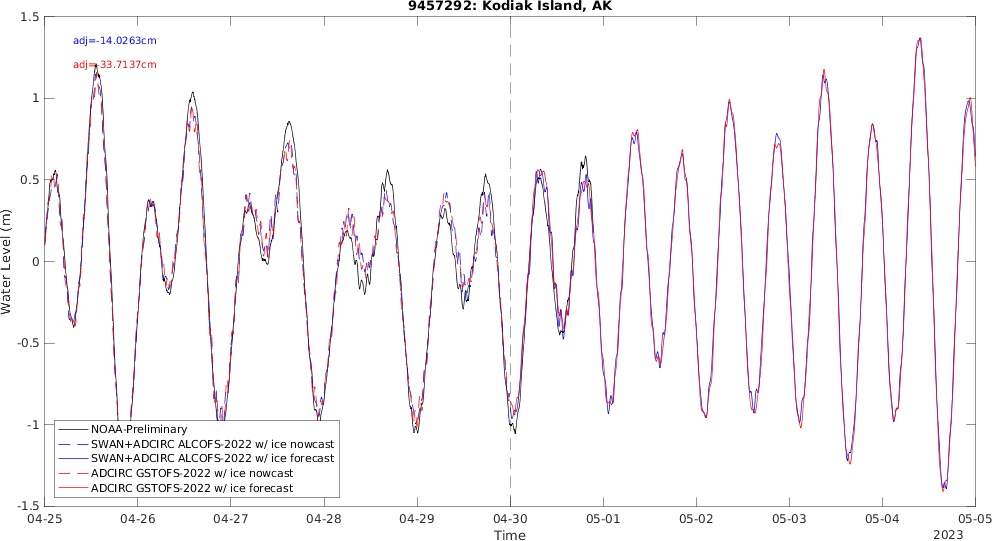 9457292: Kodiak Island, AK
1.5
adj=-14.0263cm
adj=-33.7137cm
1
0.5
0
-0.5
-1
-1.5
Water Level (m)
NOAA-Preliminary
SWAN+ADCIRC ALCOFS-2022 w/ ice nowcast
SWAN+ADCIRC ALCOFS-2022 w/ ice forecast
ADCIRC GSTOFS-2022 w/ ice nowcast
ADCIRC GSTOFS-2022 w/ ice forecast
04-25 04-26 04-27 04-28 04-29 04-30 05-01 05-02 05-03 05-04 05-05
Time
2023